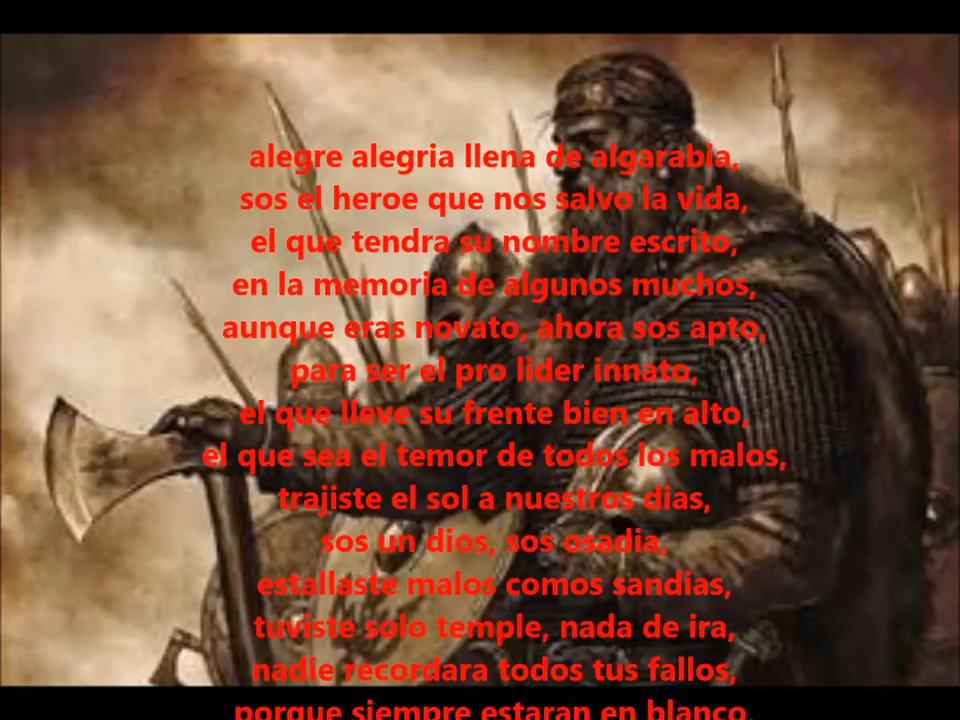 alegre alegria llena de algarabia,
sos el heroe que nos salvo la vida,
el que tendra su nombre escrito,
en la memoria de algunos muchos,
aunque eras novato, ahora sos apto,
para ser el pro lider innato,
el que lleve su frente bien en alto,
el que sea el temor de todos los malos,
trajiste el sol a nuestros dias,
sos un dios, sos osadia,
estallaste malos comos sandias,
tuviste solo temple, nada de ira,
nadie recordara todos tus fallos,
porque siempre estaran en blanco.